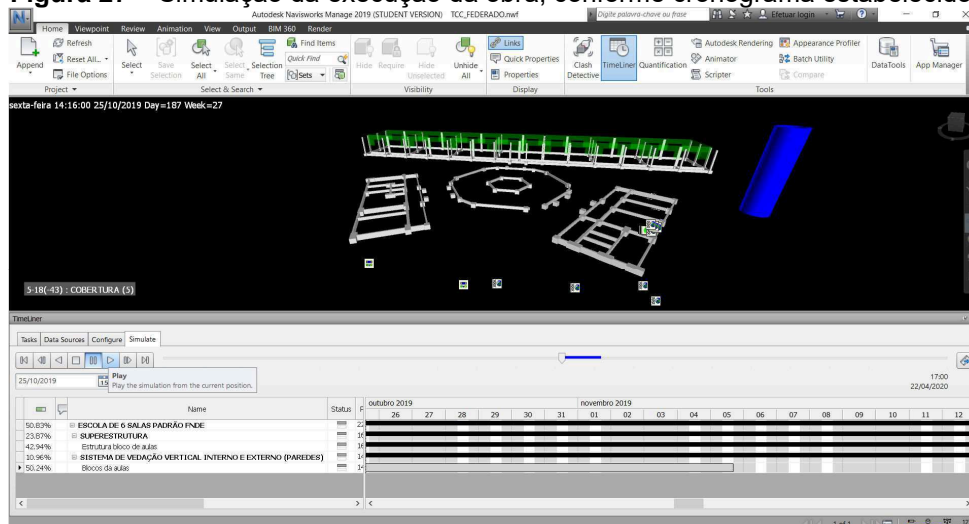 Figura 27 – Simulação da execução da obra, conforme cronograma estabelecido
Autodesk Navisworks Manage 2019 (STUDENT VERSION) TCC_FEDERADO.nwf
Digite palavra-chave ou frase
Efetuar login
Home Viewpoint Review Animation View Output BIM 360 Render
Append
Refresh
Reset All...
File Options
Select
Save Selection
Select All
Select Same
Selection Tree
Find Items
Quick Find
Sets
Hide
Require
Hide Unselected
Unhide All
Links
Quick Properties
Properties
Clash Detective
TimeLiner
Quantification
Autodesk Rendering
Animator
Scripter
Appearance Profiler
Batch Utility
Compare
DataTools
App Manager
Project
Select & Search
Visibility
Display
Tools
sexta-feira 14:16:00 25/10/2019 Day=187 Week=27
5-18(-43) : COBERTURA (5)
TimeLiner
Tasks Data Sources Configure Simulate
25/10/2019
15
Play
Play the simulation from the current position.
17:00
22/04/2020
Name Status
outubro 2019 novembro 2019
26 27 28 29 30 31 01 02 03 04 05 06 07 08 09 10 11 12
50.83% ESCOLA DE 6 SALAS PADRÃO FNDE
23.87% SUPERESTRUTURA
42.94% Estrutura bloco de aulas
10.96% SISTEMA DE VEDAÇÃO VERTICAL INTERNO E EXTERNO (PAREDES)
50.24% Blocos da aulas